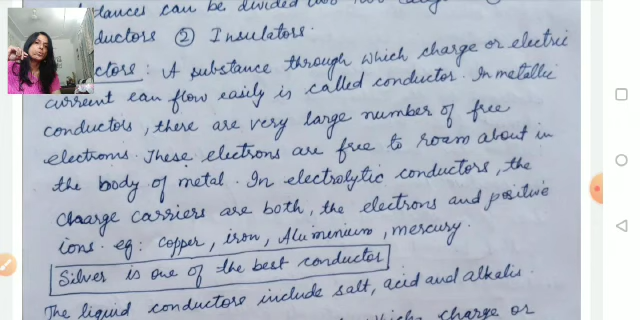 can be divided into
ductors ② Insulators.
ctors : A substance through which charge or electric
current can flow easily is called conductor. In metallic
conductors, there are very large number of free
electrons. These electrons are free to roam about in
the body of metal. In electrolytic conductors, the
charge carriers are both, the electrons and positive
ions. eg: copper, iron, Aluminium, mercury.
Silver is one of the best conductor
The liquid conductors include salt, acid and alkalis.
which charge or